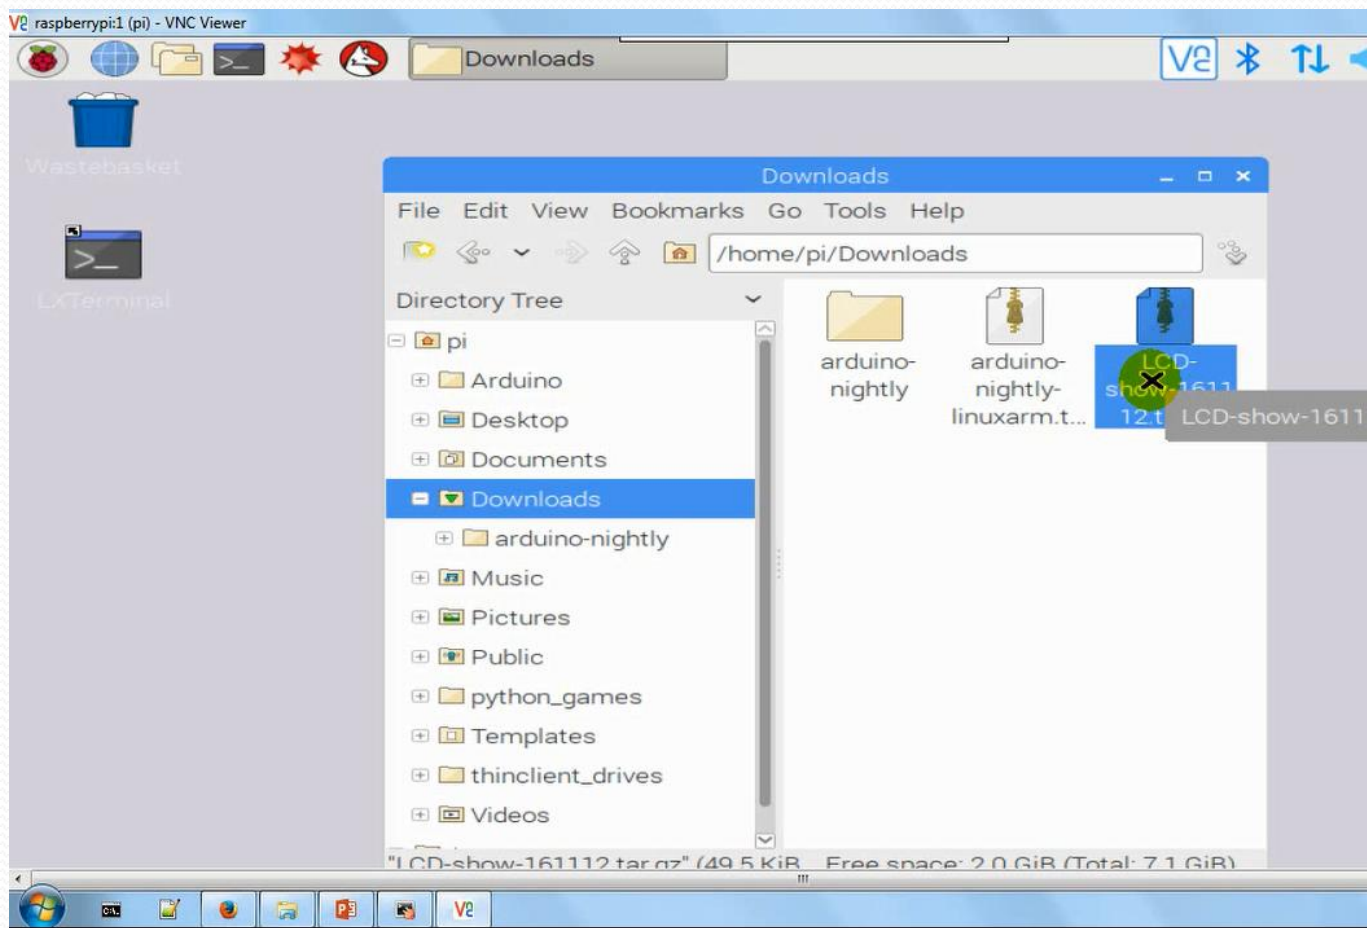 raspberrypi:1 (pi) - VNC Viewer
Downloads
Wastebasket
LXTerminal
Downloads
File Edit View Bookmarks Go Tools Help
/home/pi/Downloads
Directory Tree
pi
Arduino
Desktop
Documents
Downloads
arduino-nightly
Music
Pictures
Public
python_games
Templates
thinclient_drives
Videos
arduino-
nightly
arduino-
nightly-
linuxarm.t...
LCD-
show-1611
12.t
LCD-show-1611
"LCD-show-161112.tar.gz" (49.5 KiB Free space: 2.0 GiB (Total: 7.1 GiB)